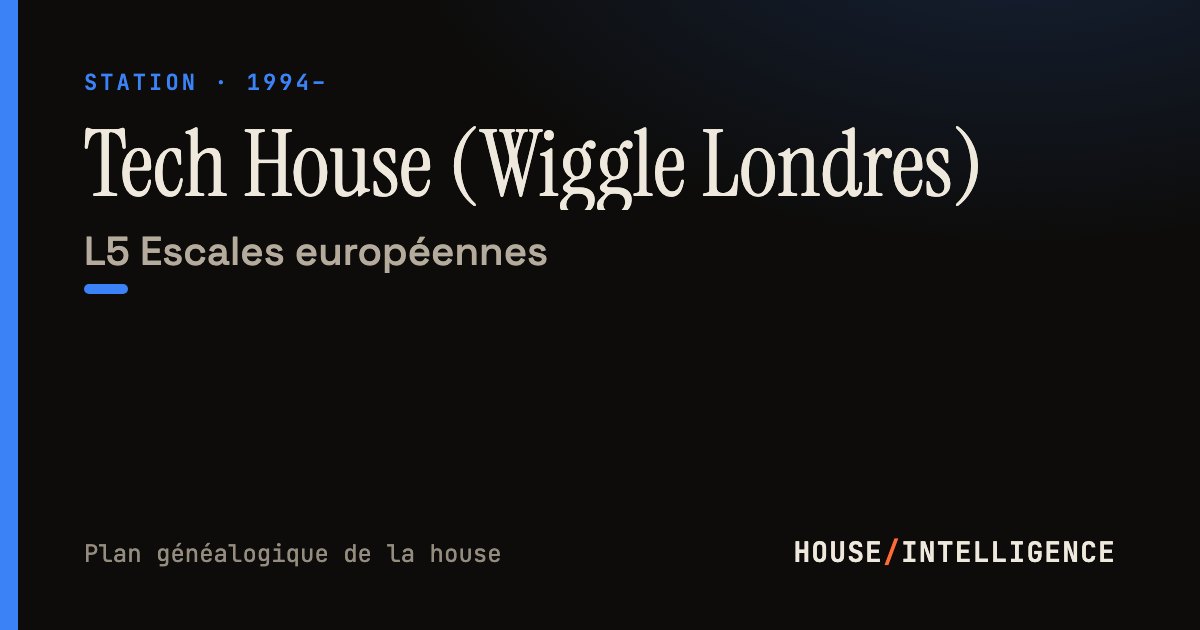 STATION · 1994–
Tech House (Wiggle Londres)
L5 Escales européennes
Plan généalogique de la house
HOUSE/INTELLIGENCE